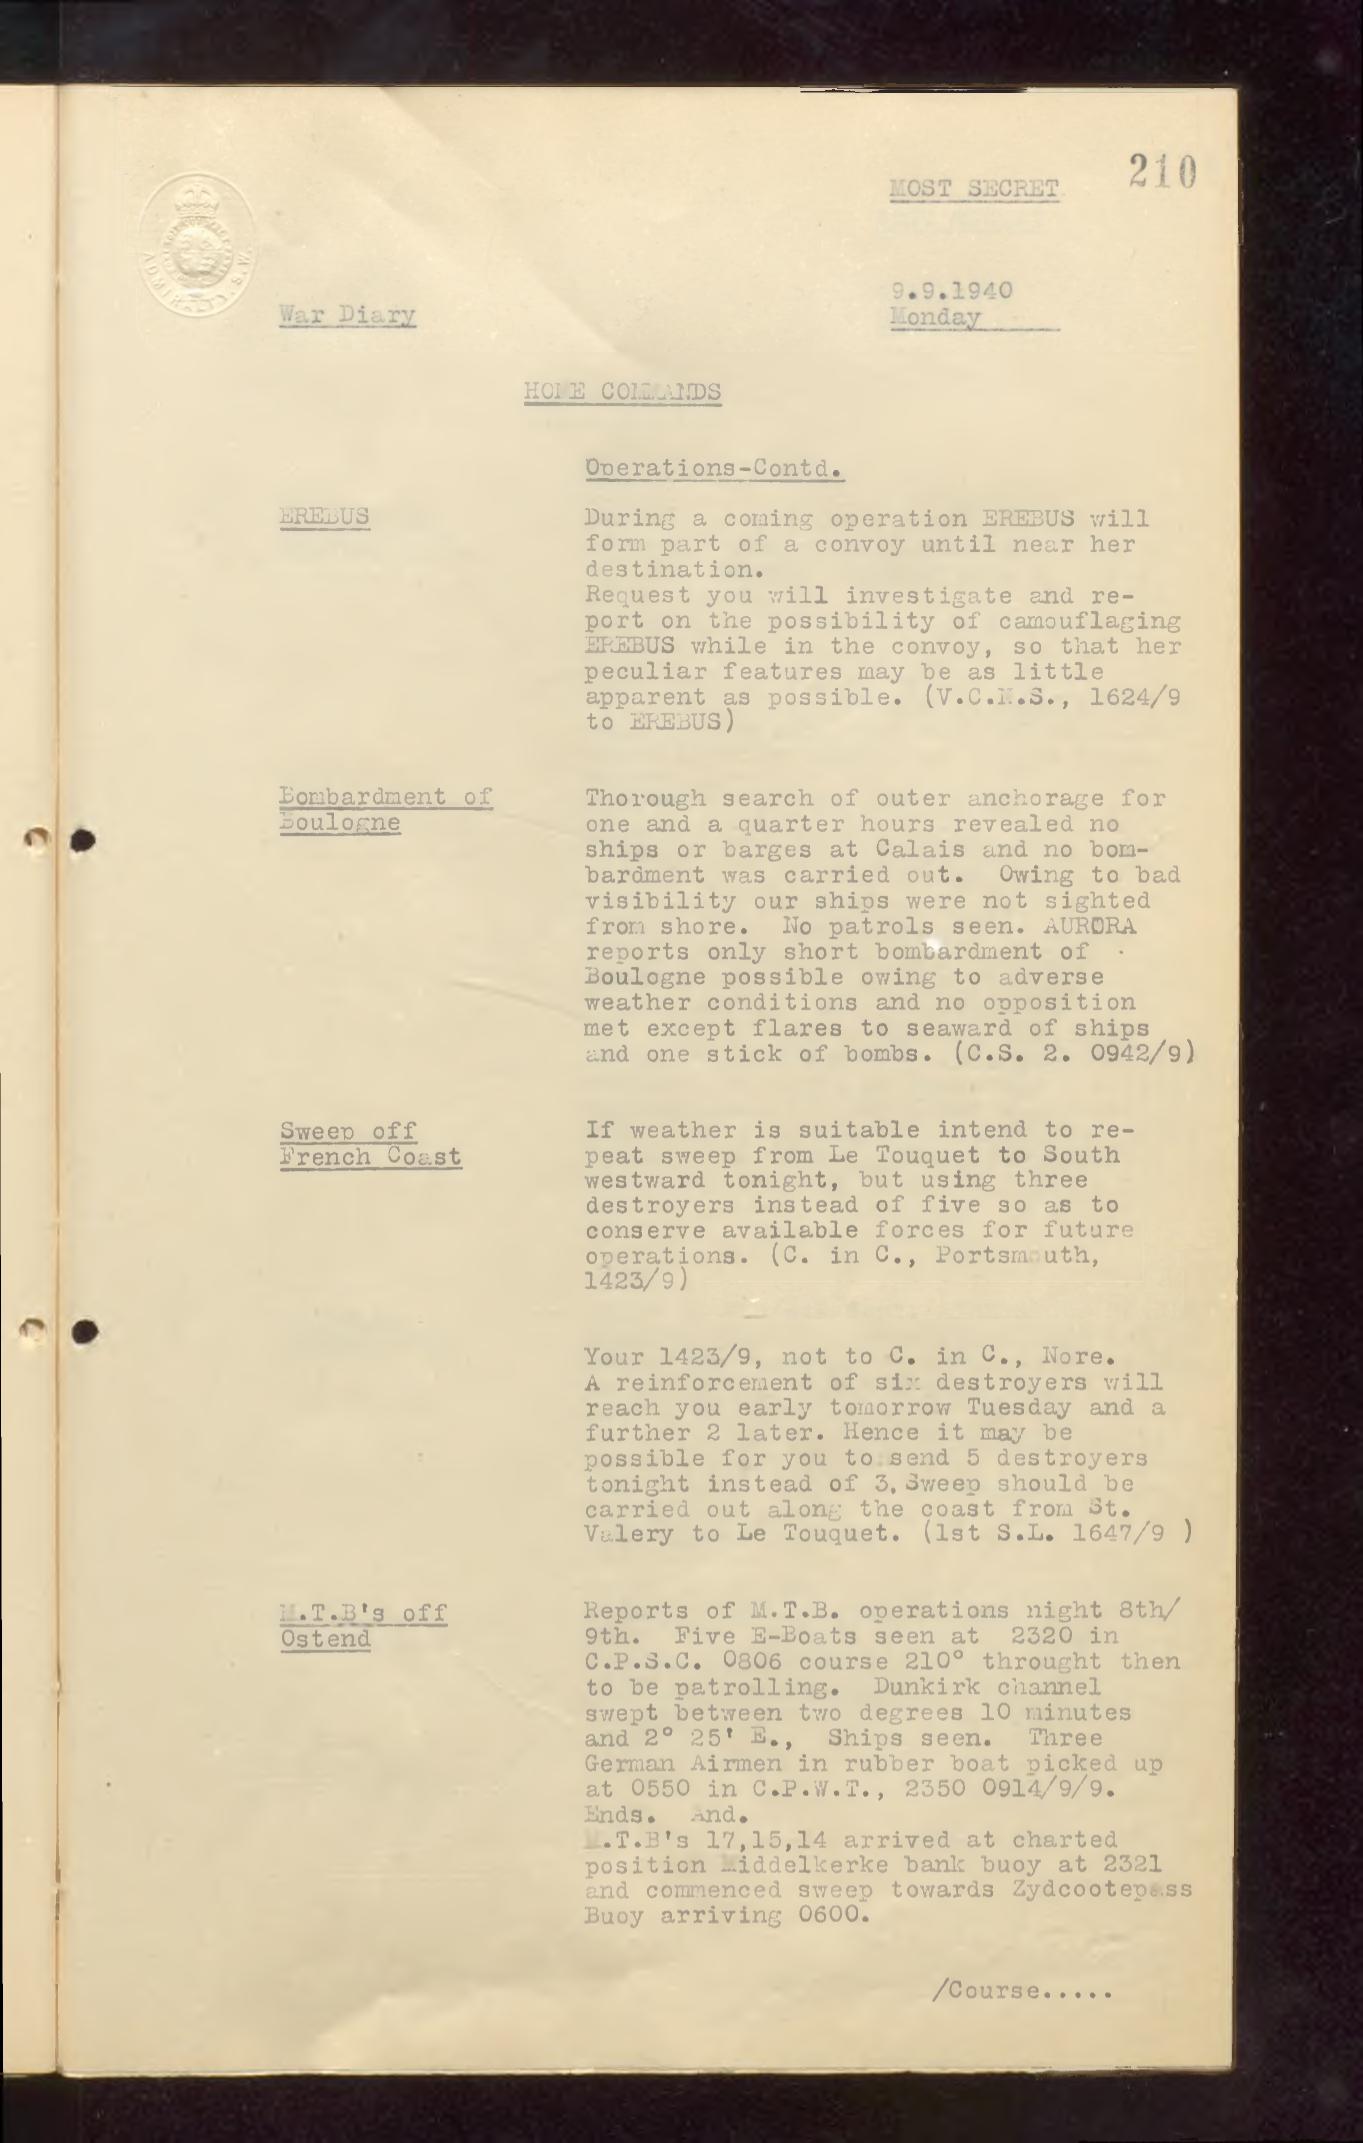 210
MOST SECRET
ADMIRALTY. S.W.
9.9.1940
War Diary
Monday
HOME COMMANDS
Operations-Contd.
EREBUS
During a coming operation EREBUS will
form part of a convoy until near her
destination.
Request you will investigate and re-
port on the possibility of camouflaging
EREBUS while in the convoy, so that her
peculiar features may be as little
apparent as possible. (V.C.N.S., 1624/9
to EREBUS)
Bombardment of
Boulogne
Thorough search of outer anchorage for
one and a quarter hours revealed no
ships or barges at Calais and no bom-
bardment was carried out. Owing to bad
visibility our ships were not sighted
from shore. No patrols seen. AURORA
reports only short bombardment of
Boulogne possible owing to adverse
weather conditions and no opposition
met except flares to seaward of ships
and one stick of bombs. (C.S. 2. 0942/9)
Sweep off
French Coast
If weather is suitable intend to re-
peat sweep from Le Touquet to South
westward tonight, but using three
destroyers instead of five so as to
conserve available forces for future
operations. (C. in C., Portsmouth,
1423/9)
Your 1423/9, not to C. in C., Nore.
A reinforcement of six destroyers will
reach you early tomorrow Tuesday and a
further 2 later. Hence it may be
possible for you to send 5 destroyers
tonight instead of 3. Sweep should be
carried out along the coast from St.
Valery to Le Touquet. (1st S.L. 1647/9 )
M.T.B's off
Ostend
Reports of M.T.B. operations night 8th/
9th. Five E-Boats seen at 2320 in
C.P.S.C. 0806 course 210° throught then
to be patrolling. Dunkirk channel
swept between two degrees 10 minutes
and 2° 25' E., Ships seen. Three
German Airmen in rubber boat picked up
at 0550 in C.P.W.T., 2350 0914/9/9.
Ends. And.
M.T.B's 17,15,14 arrived at charted
position Middelkerke bank buoy at 2321
and commenced sweep towards Zydcootepass
Buoy arriving 0600.
/Course.....